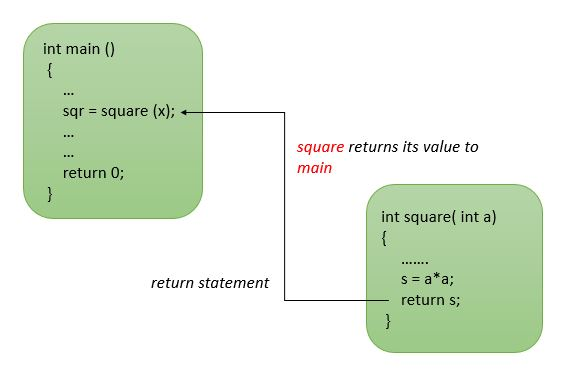 int main ()
{
...
sqr = square (x);
...
...
return 0;
}
square returns its value to
main
return statement
int square( int a)
{
.......
s = a*a;
return s;
}